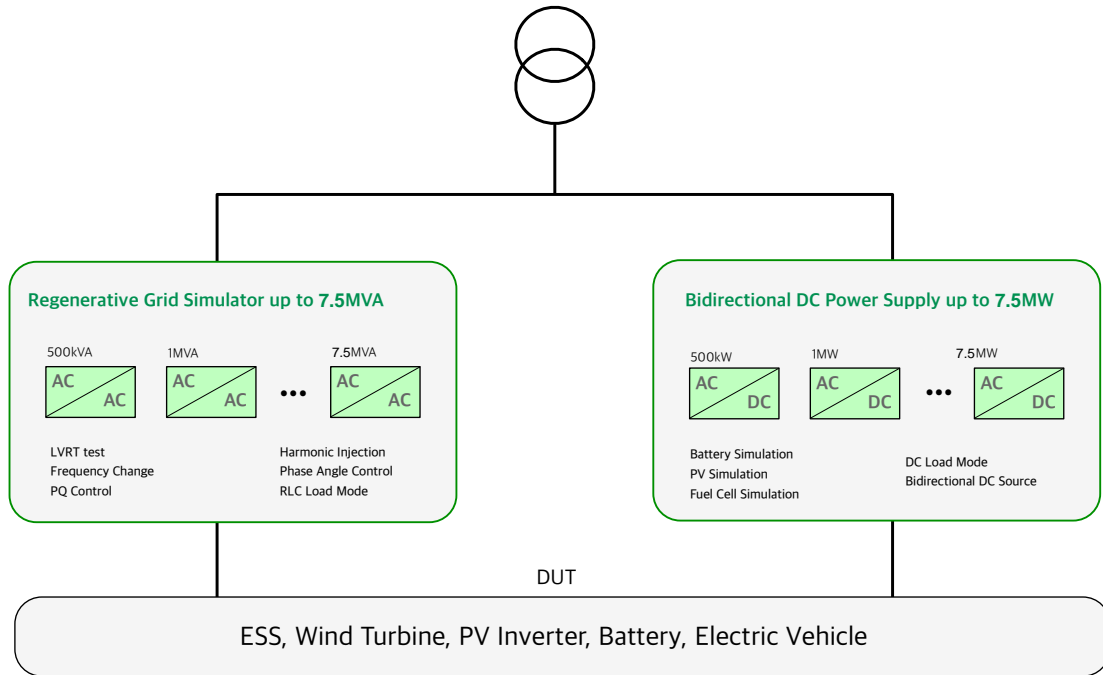 Regenerative Grid Simulator up to 7.5MVA
500kVA
1MVA
7.5MVA
AC
AC
AC
AC
•••
AC
AC
LVRT test
Frequency Change
PQ Control
Harmonic Injection
Phase Angle Control
RLC Load Mode
Bidirectional DC Power Supply up to 7.5MW
500kW
1MW
7.5MW
AC
DC
AC
DC
•••
AC
DC
Battery Simulation
PV Simulation
Fuel Cell Simulation
DC Load Mode
Bidirectional DC Source
DUT
ESS, Wind Turbine, PV Inverter, Battery, Electric Vehicle